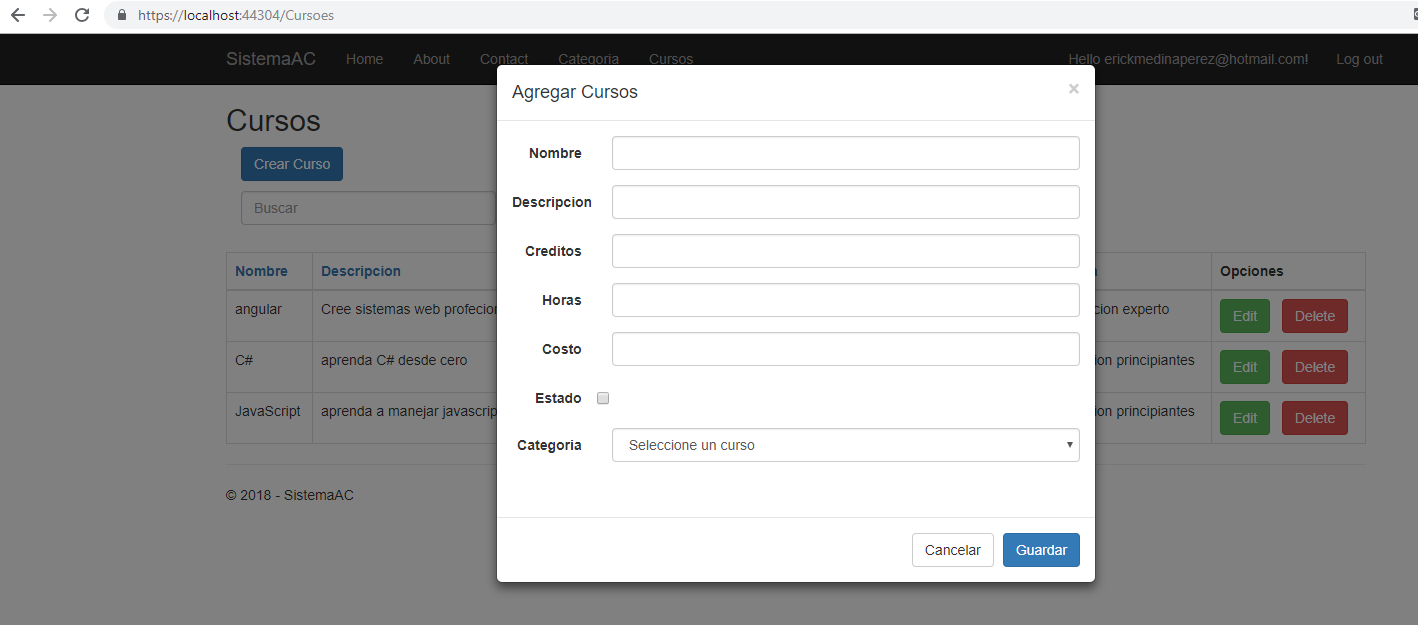 https://localhost:44304/Cursoes
SistemaAC Home About Contact Categoria Cursos Hello erickmedinaperez@hotmail.com! Log out
Agregar Cursos ×
Cursos
Crear Curso
Buscar
Nombre
Descripcion
Creditos
Horas
Costo
Estado
Categoria Seleccione un curso
Cancelar Guardar
Nombre Descripcion Opciones
angular Cree sistemas web profecion cion experto Edit Delete
C# aprenda C# desde cero ion principiantes Edit Delete
JavaScript aprenda a manejar javascrip on principiantes Edit Delete
© 2018 - SistemaAC